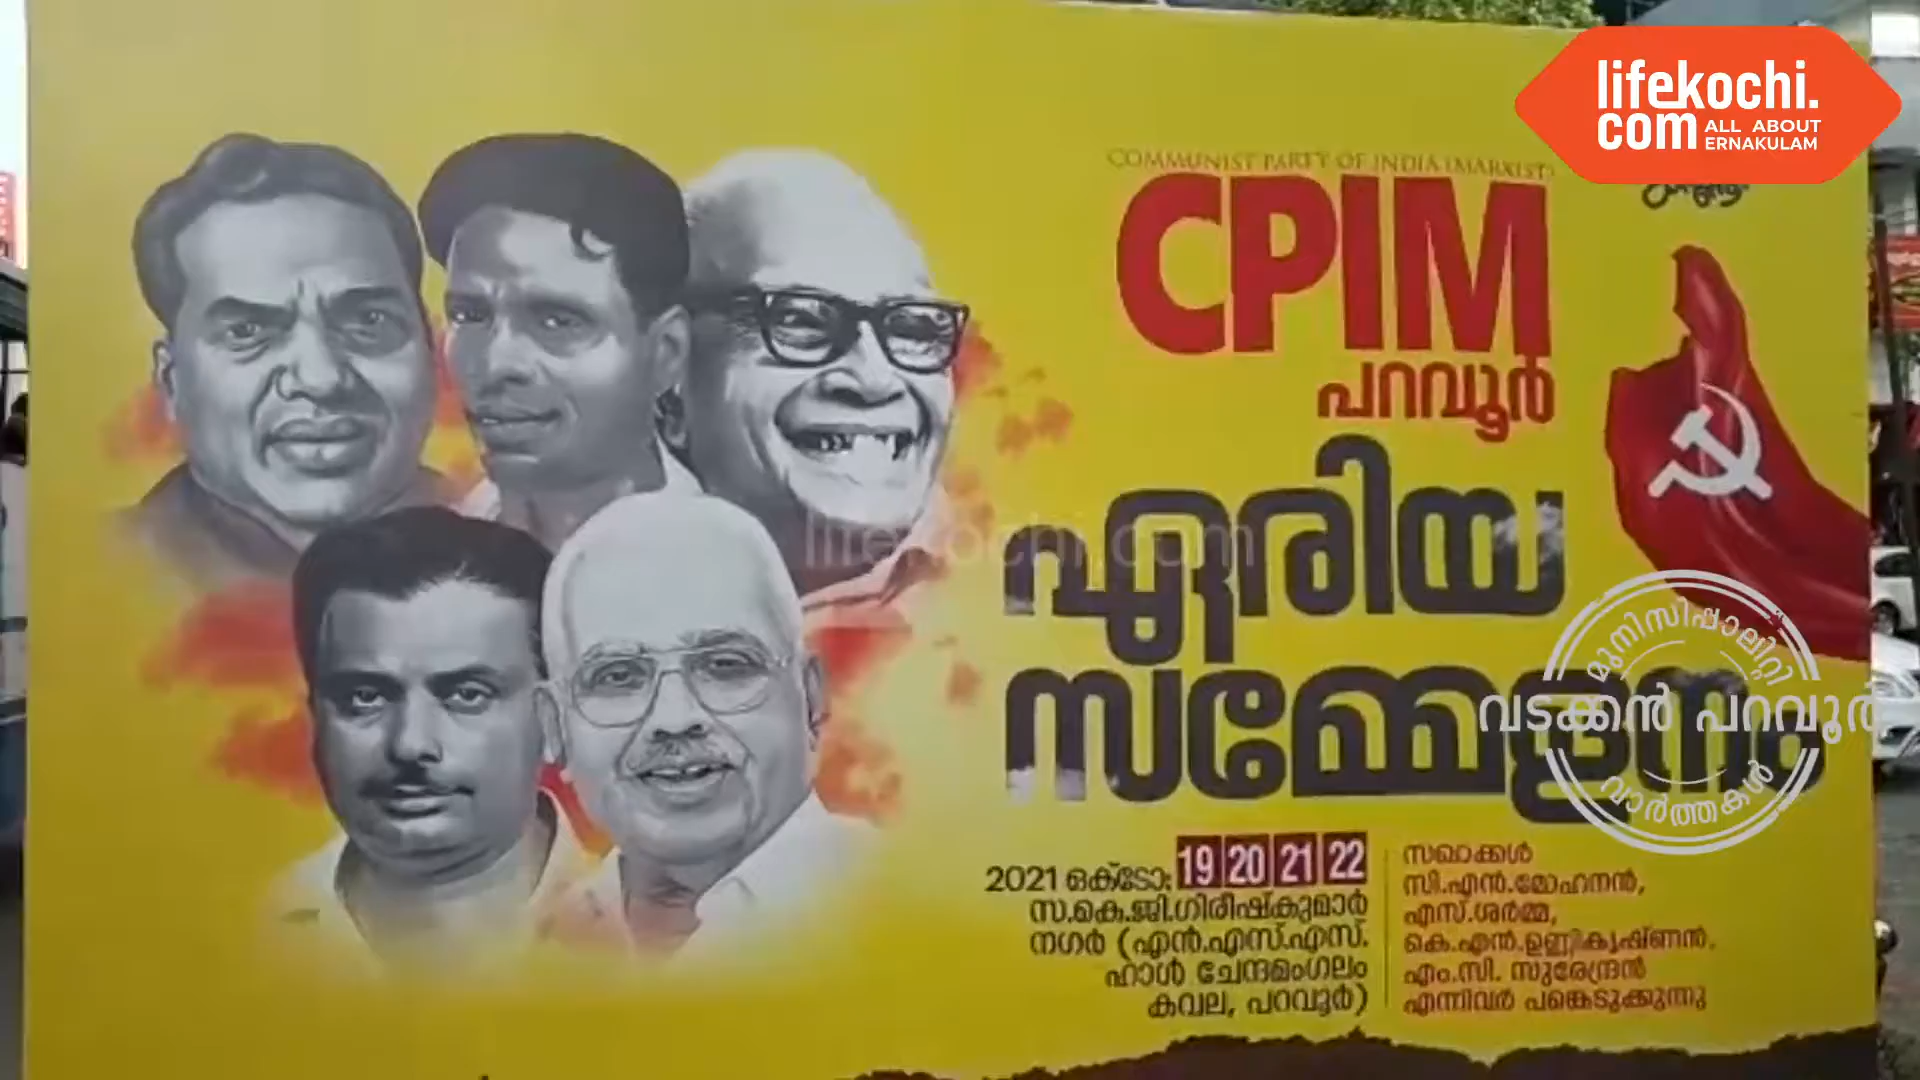 lifekochi.
com ALL ABOUT
ERNAKULAM
COMMUNIST PARTY OF INDIA (MARXIST)
CPIM
പറവൂർ
ഏരിയ
സമ്മേളനം
lifekochi.com
മുനിസിപ്പാലിറ്റി
വടക്കൻ പറവൂർ
വാർത്തകൾ
2021 ഒക്ടോ: 19 20 21 22
സ.കെ.ജി.ഗിരീഷ്കുമാർ
നഗർ (എൻ.എസ്.എസ്.
ഹാൾ ചേന്ദമംഗലം
കവല, പറവൂർ)
സഖാക്കൾ
സി.എൻ.മോഹനൻ,
എസ്.ശർമ്മ,
കെ.എൻ.ഉണ്ണികൃഷ്ണൻ,
എം.സി. സുരേന്ദ്രൻ
എന്നിവർ പങ്കെടുക്കുന്നു